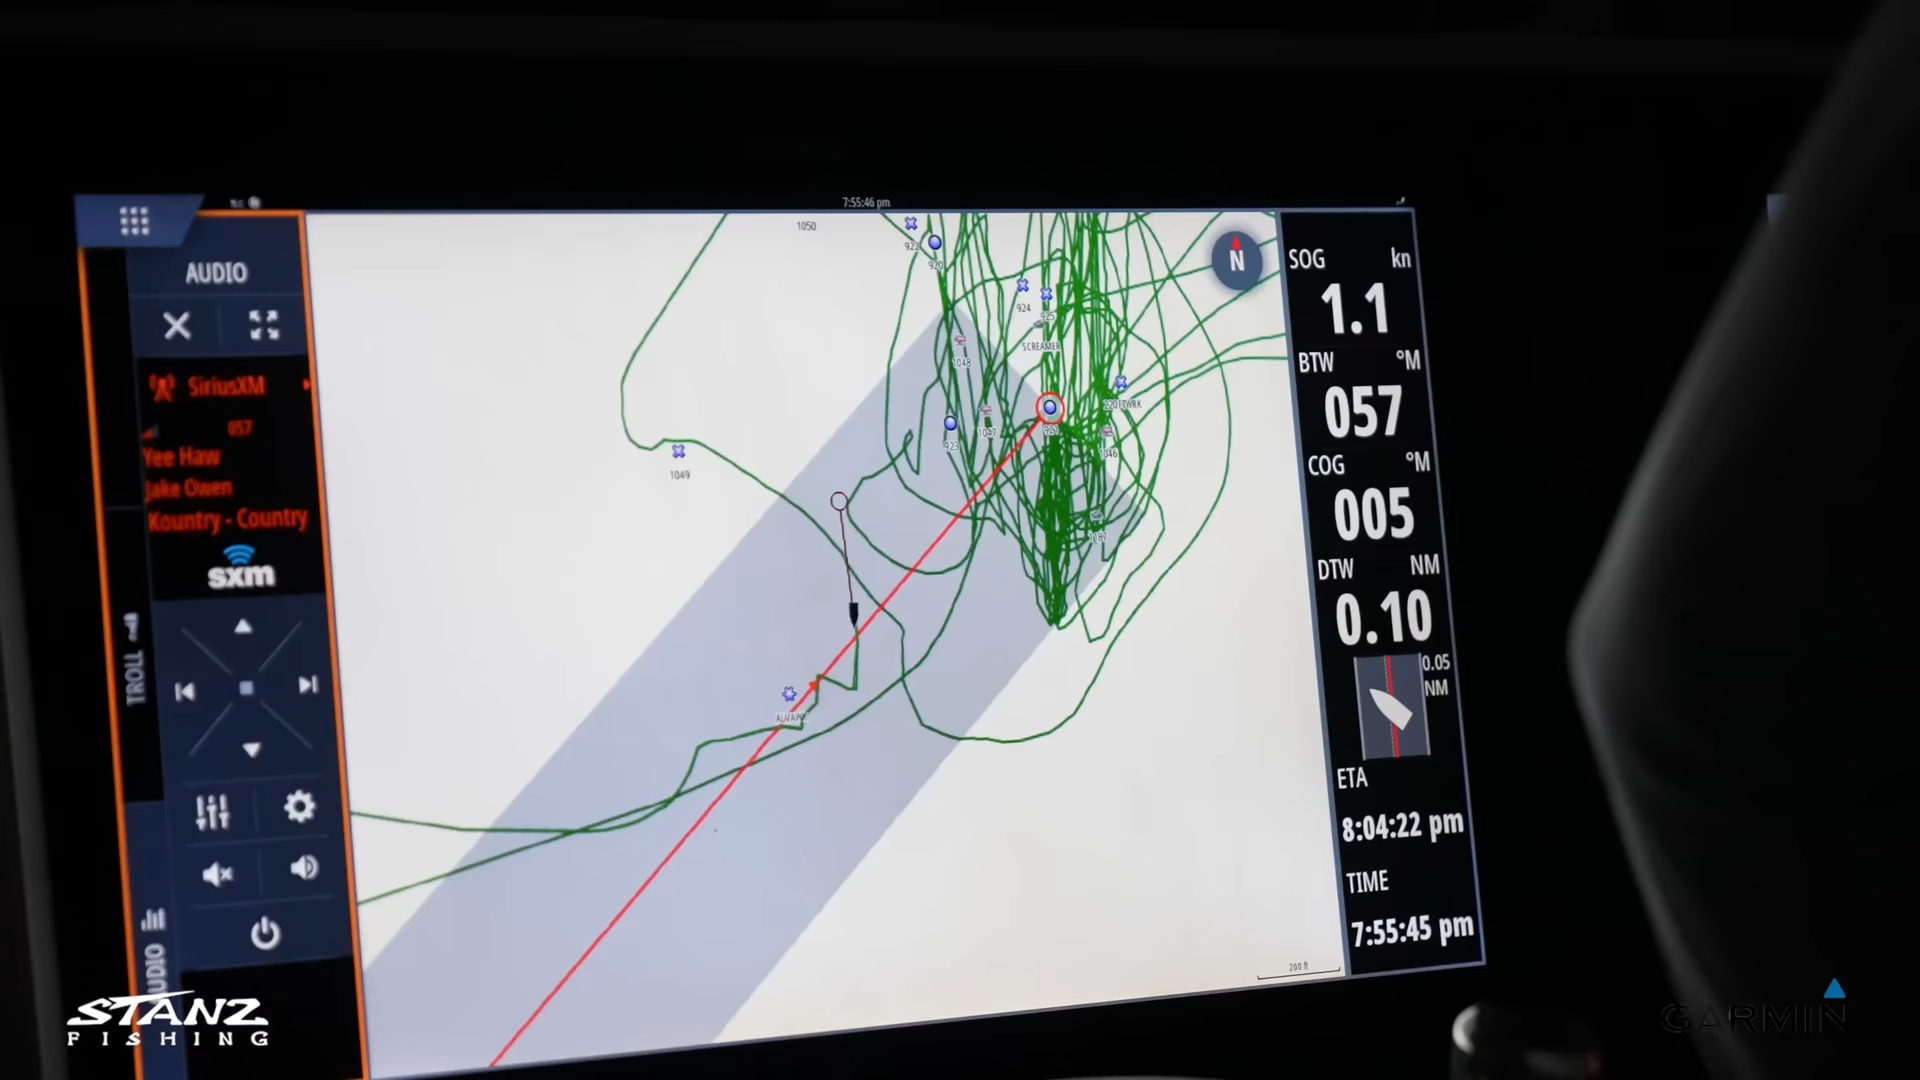 7:55:46 pm
AUDIO
SiriusXM
057
Yee Haw
Jake Owen
Kountry - Country
sxm
TROLL
UDIO
1050
922
920
924
925
SCREAMER
1048
220FTWRK
923
1047
921
1046
1049
1187
200 ft
N
SOG kn
1.1
BTW °M
057
COG °M
005
DTW NM
0.10
0.05
NM
ETA
8:04:22 pm
TIME
7:55:45 pm
STANZ
FISHING
GARMIN